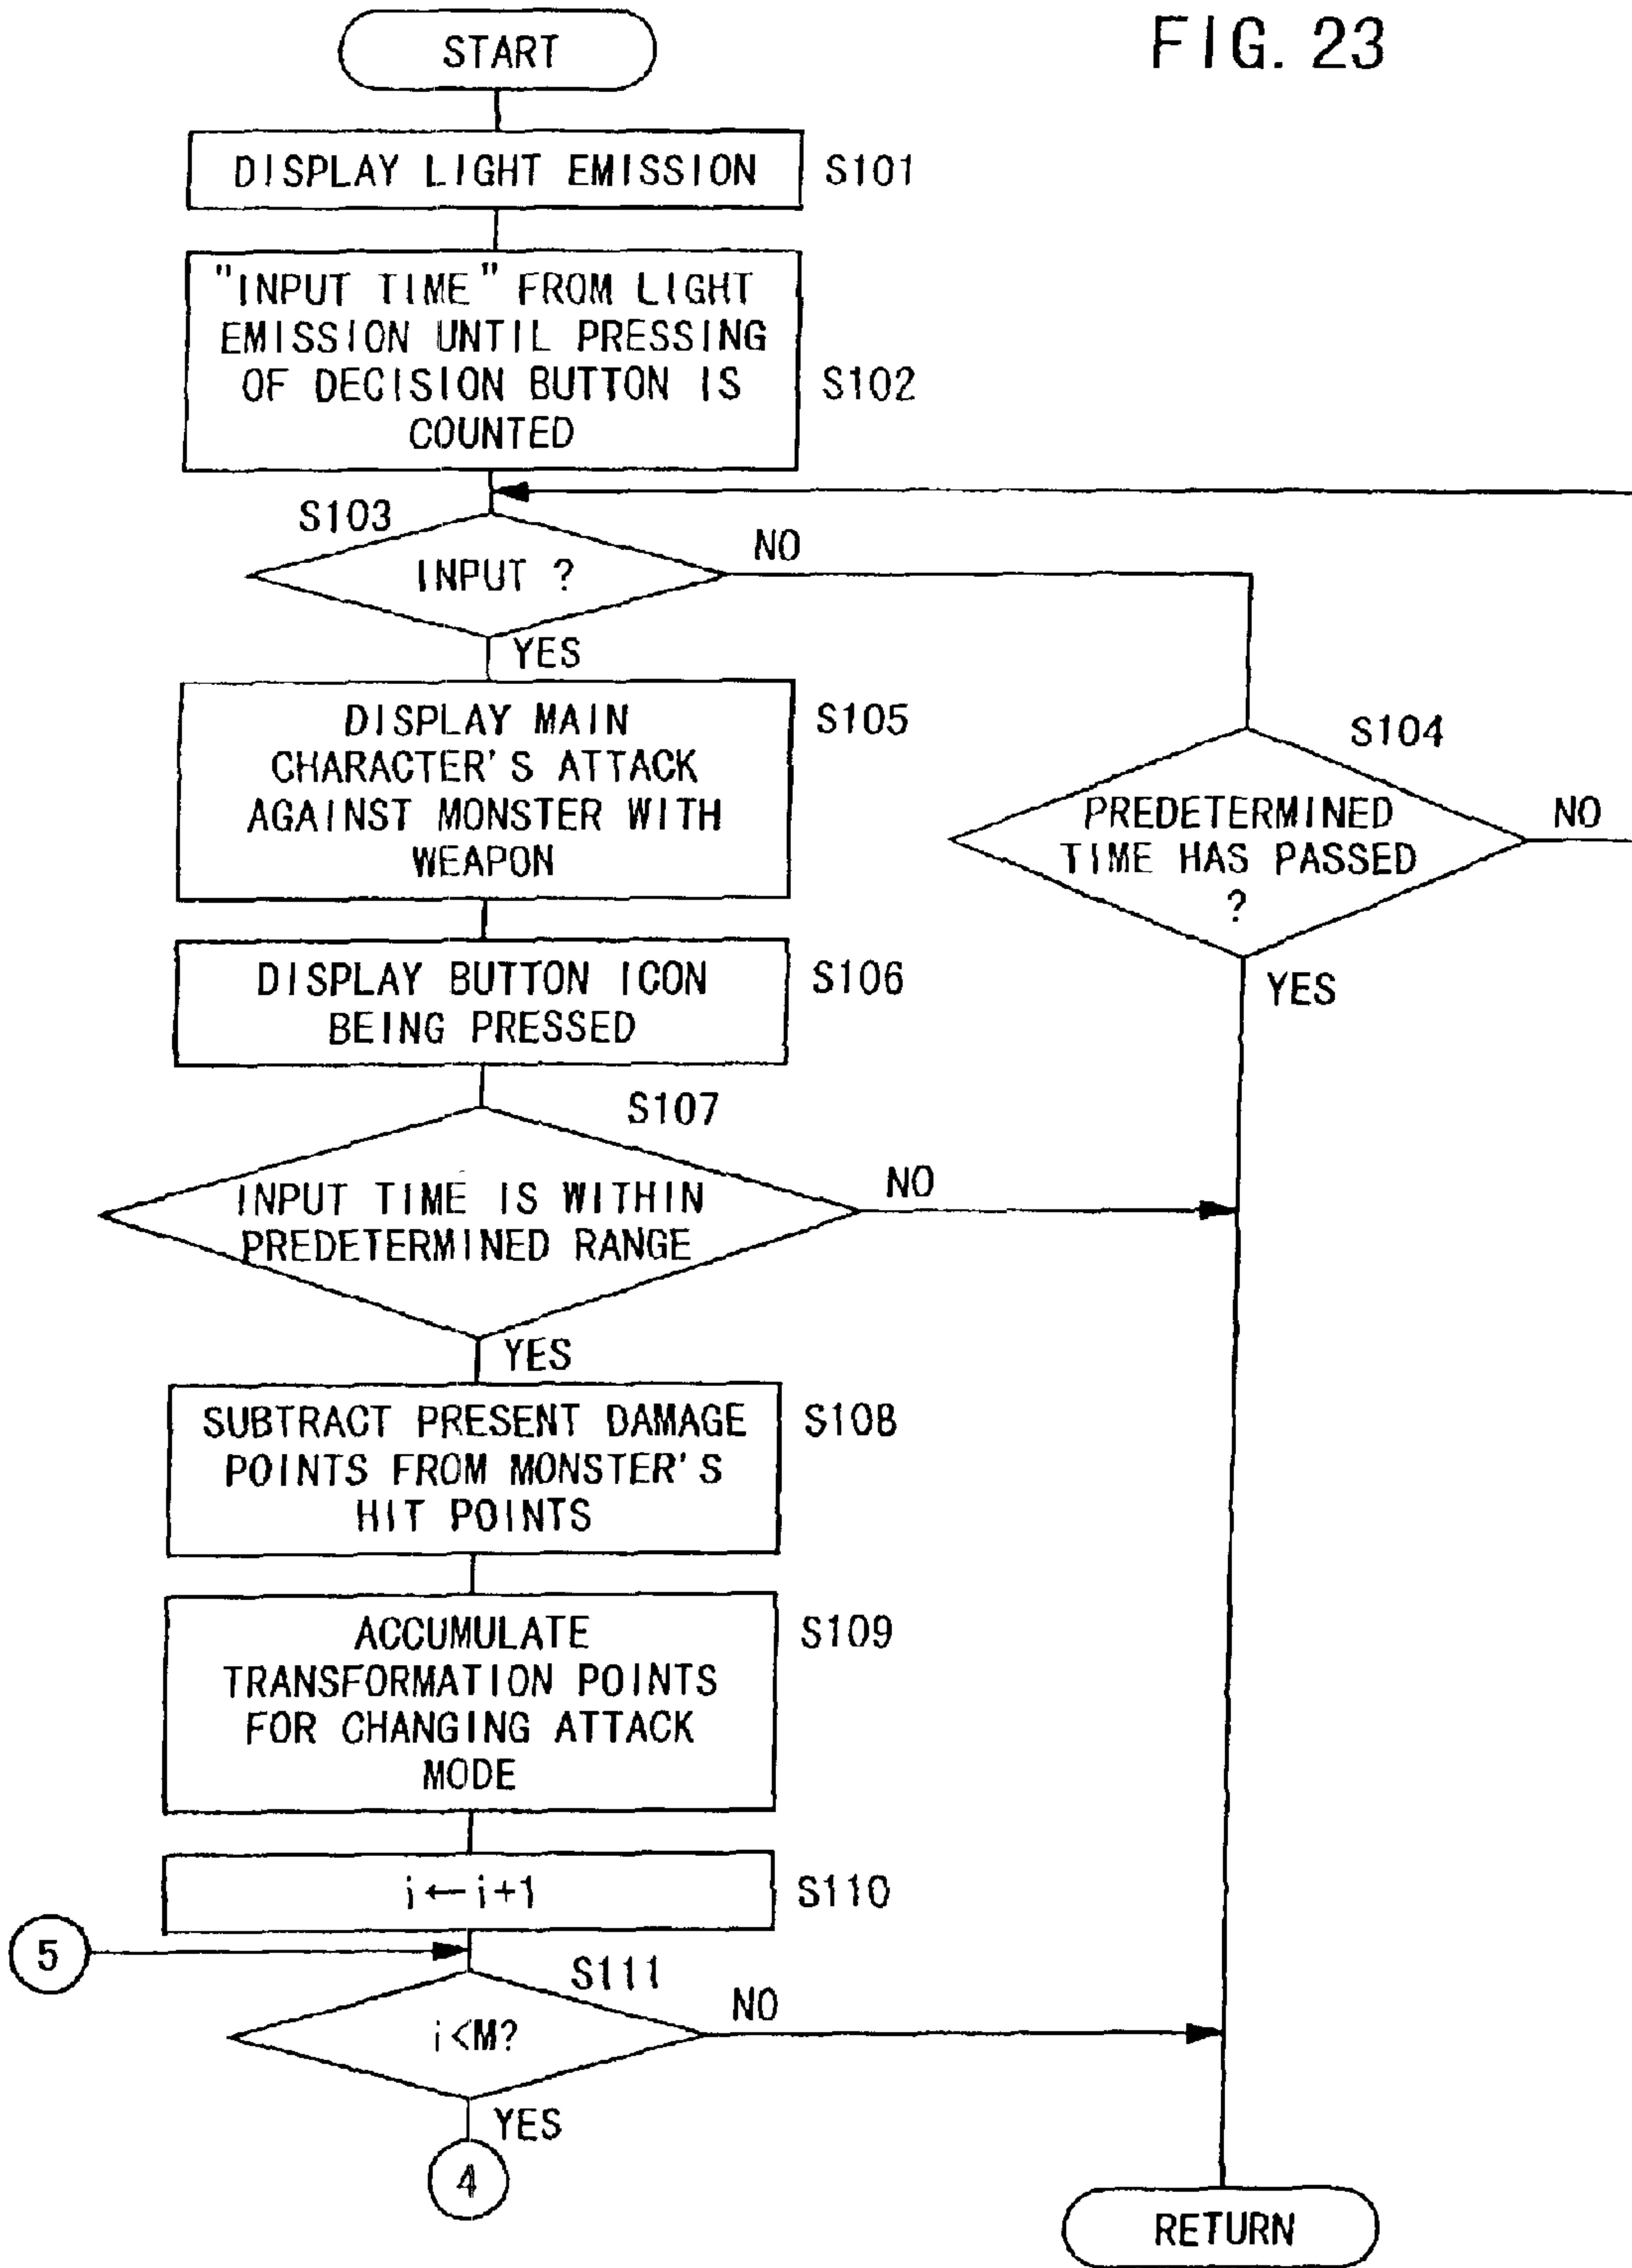 FIG. 23
START
DISPLAY LIGHT EMISSION
S101
"INPUT TIME" FROM LIGHT
EMISSION UNTIL PRESSING
OF DECISION BUTTON IS
COUNTED
S102
S103
INPUT ?
NO
YES
DISPLAY MAIN
CHARACTER'S ATTACK
AGAINST MONSTER WITH
WEAPON
S105
S104
PREDETERMINED
TIME HAS PASSED
?
NO
YES
DISPLAY BUTTON ICON
BEING PRESSED
S106
S107
INPUT TIME IS WITHIN
PREDETERMINED RANGE
NO
YES
SUBTRACT PRESENT DAMAGE
POINTS FROM MONSTER'S
HIT POINTS
S108
ACCUMULATE
TRANSFORMATION POINTS
FOR CHANGING ATTACK
MODE
S109
i←i+1
S110
5
S111
i<M?
NO
YES
4
RETURN